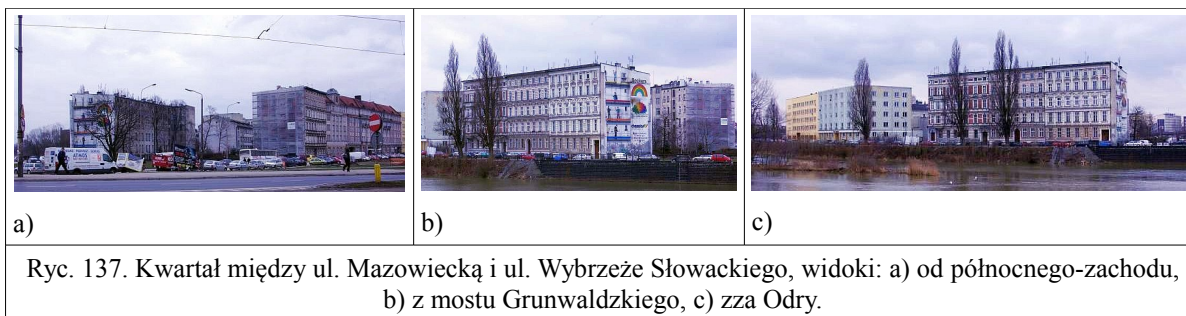 a)
b)
c)
Ryc. 137. Kwartał między ul. Mazowiecką i ul. Wybrzeże Słowackiego, widoki: a) od północnego-zachodu,
b) z mostu Grunwaldzkiego, c) zza Odry.